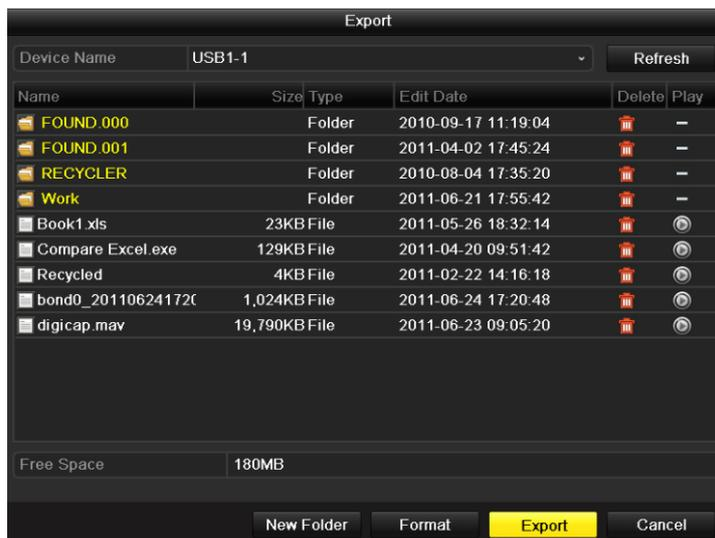 Export
Device Name USB1-1 Refresh
Name Size Type Edit Date Delete Play
FOUND.000 Folder 2010-09-17 11:19:04 –
FOUND.001 Folder 2011-04-02 17:45:24 –
RECYCLER Folder 2010-08-04 17:35:20 –
Work Folder 2011-06-21 17:55:42 –
Book1.xls 23KB File 2011-05-26 18:32:14
Compare Excel.exe 129KB File 2011-04-20 09:51:42
Recycled 4KB File 2011-02-22 14:16:18
bond0_201106241720 1,024KB File 2011-06-24 17:20:48
digicap.mav 19,790KB File 2011-06-23 09:05:20
Free Space 180MB
New Folder Format Export Cancel